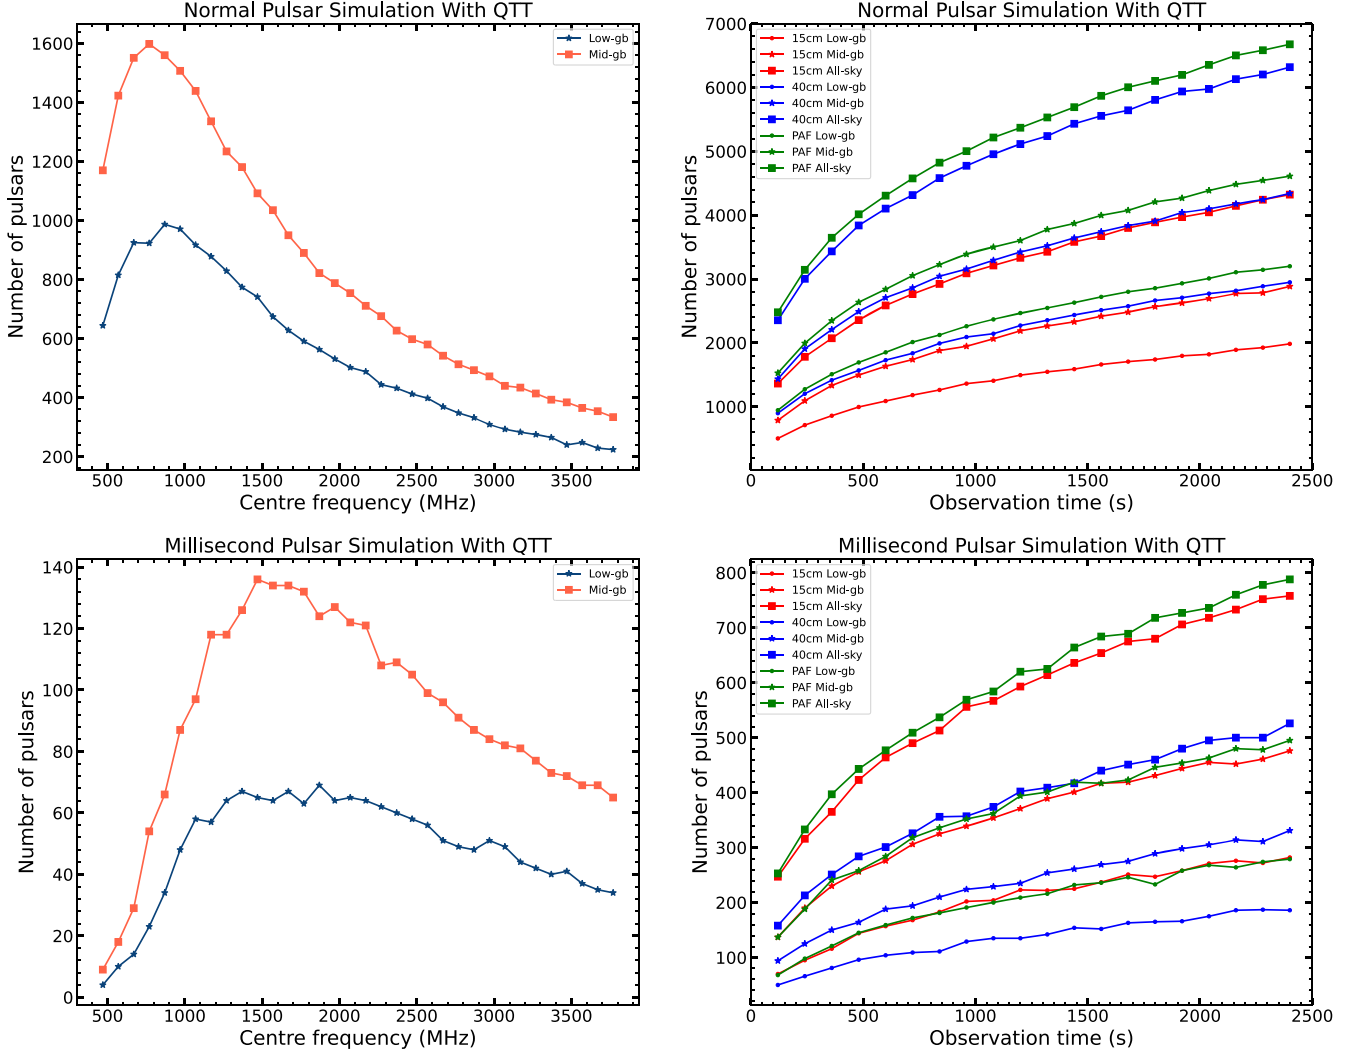 Normal Pulsar Simulation With QTT
Number of pulsars
1600
1400
1200
1000
800
600
400
200
Low-gb
Mid-gb
500 1000 1500 2000 2500 3000 3500
Centre frequency (MHz)
Normal Pulsar Simulation With QTT
Number of pulsars
7000
6000
5000
4000
3000
2000
1000
15cm Low-gb
15cm Mid-gb
15cm All-sky
40cm Low-gb
40cm Mid-gb
40cm All-sky
PAF Low-gb
PAF Mid-gb
PAF All-sky
0 500 1000 1500 2000 2500
Observation time (s)
Millisecond Pulsar Simulation With QTT
Number of pulsars
140
120
100
80
60
40
20
0
Low-gb
Mid-gb
500 1000 1500 2000 2500 3000 3500
Centre frequency (MHz)
Millisecond Pulsar Simulation With QTT
Number of pulsars
800
700
600
500
400
300
200
100
15cm Low-gb
15cm Mid-gb
15cm All-sky
40cm Low-gb
40cm Mid-gb
40cm All-sky
PAF Low-gb
PAF Mid-gb
PAF All-sky
0 500 1000 1500 2000 2500
Observation time (s)